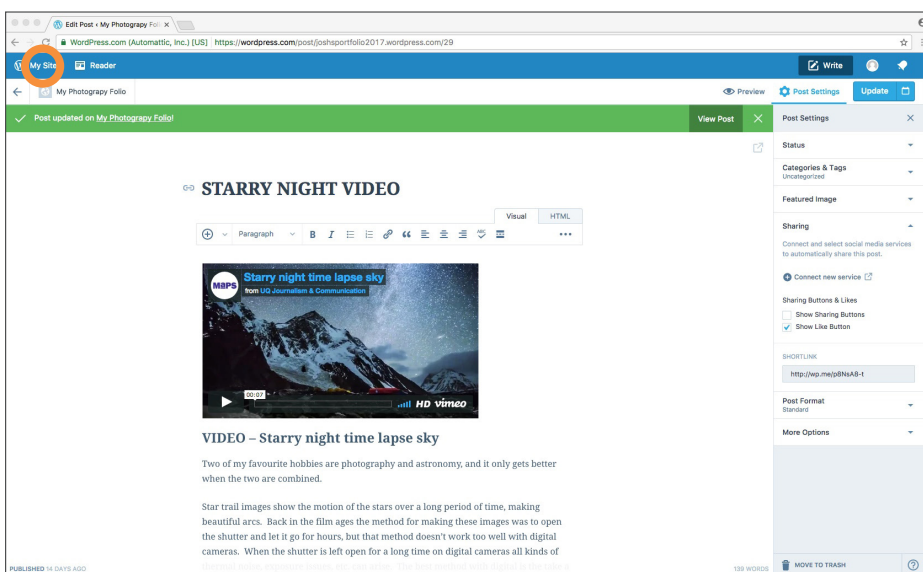 Edit Post ‹ My Photograpy Foli
WordPress.com (Automattic, Inc.) [US] https://wordpress.com/post/joshsportfolio2017.wordpress.com/29
My Site Reader Write
My Photograpy Folio Preview Post Settings Update
Post updated on My Photograpy Folio! View Post
Post Settings
Status
Categories & Tags
Uncategorized
Featured Image
Sharing
Connect and select social media services
to automatically share this post.
Connect new service
Sharing Buttons & Likes
Show Sharing Buttons
Show Like Button
SHORTLINK
http://wp.me/p8NsAB-t
Post Format
Standard
More Options
MOVE TO TRASH
STARRY NIGHT VIDEO
Visual HTML
Paragraph B I ABC
MaPS
Starry night time lapse sky
from UQ Journalism & Communication
00:07
HD vimeo
VIDEO – Starry night time lapse sky
Two of my favourite hobbies are photography and astronomy, and it only gets better
when the two are combined.
Star trail images show the motion of the stars over a long period of time, making
beautiful arcs. Back in the film ages the method for making these images was to open
the shutter and let it go for hours, but that method doesn't work too well with digital
cameras. When the shutter is left open for a long time on digital cameras all kinds of
PUBLISHED 14 DAYS AGO 139 WORDS